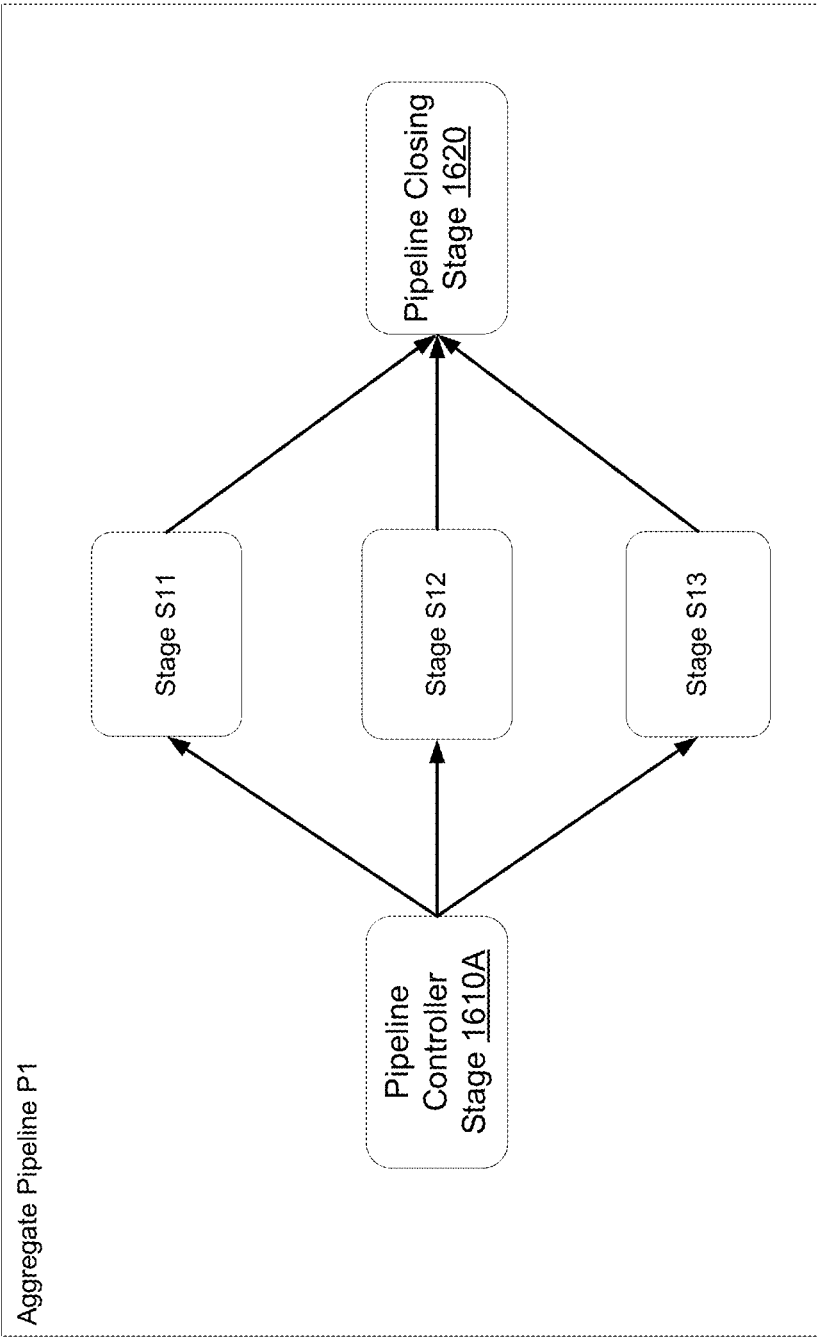 Aggregate Pipeline P1
Pipeline
Controller
Stage 1610A
Stage S11
Stage S12
Stage S13
Pipeline Closing
Stage 1620